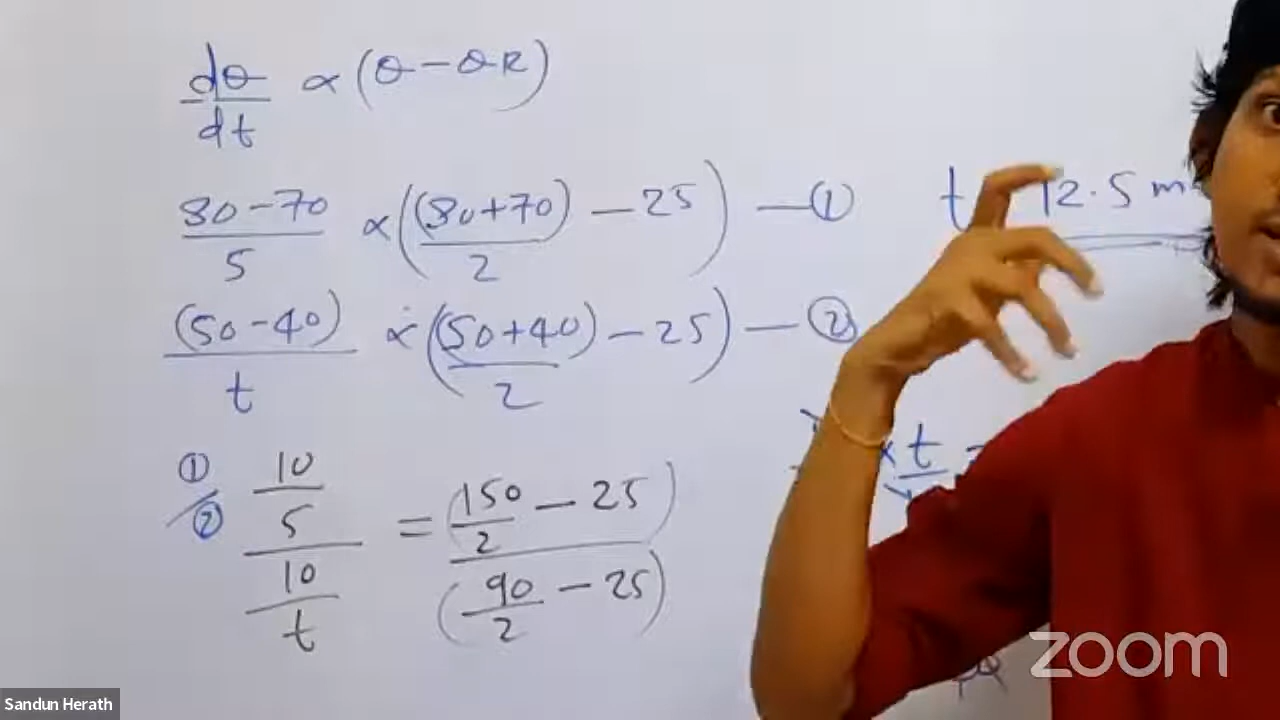 dθ/dt ∝ (θ - θR)
80-70/5 ∝ ((80+70)/2 - 25) — ①
t 12.5 m
(50-40)/t ∝ ((50+40)/2 - 25) — ②
①/② 10/5 / 10/t = (150/2 - 25) / (90/2 - 25)
× t
zoom
Sandun Herath